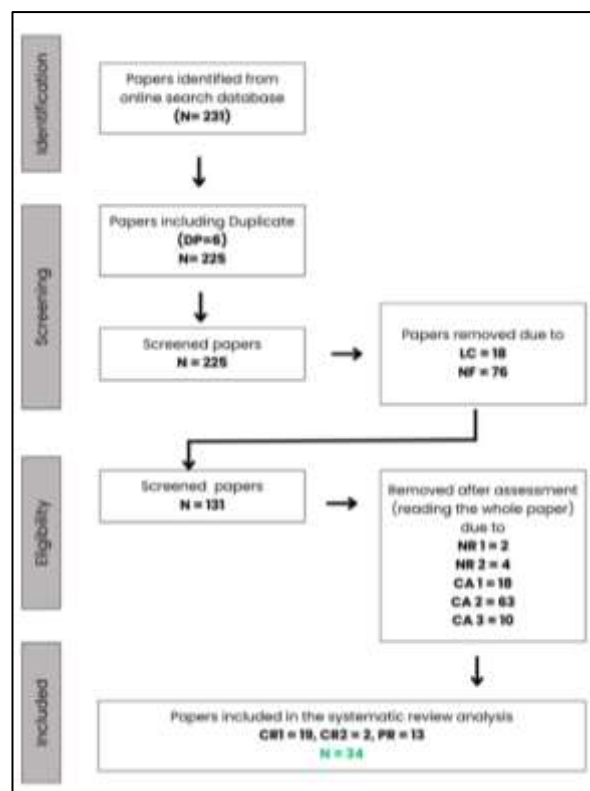 Identification
Papers identified from
online search database
(N= 231)
Screening
Papers including Duplicate
(DP=6)
N= 225
Screened papers
N = 225
Papers removed due to
LC = 18
NF = 76
Eligibility
Screened papers
N = 131
Removed after assessment
(reading the whole paper)
due to
NR 1 = 2
NR 2 = 4
CA 1 = 18
CA 2 = 63
CA 3 = 10
Included
Papers included in the systematic review analysis
CR1 = 19, CR2 = 2, PR = 13
N = 34